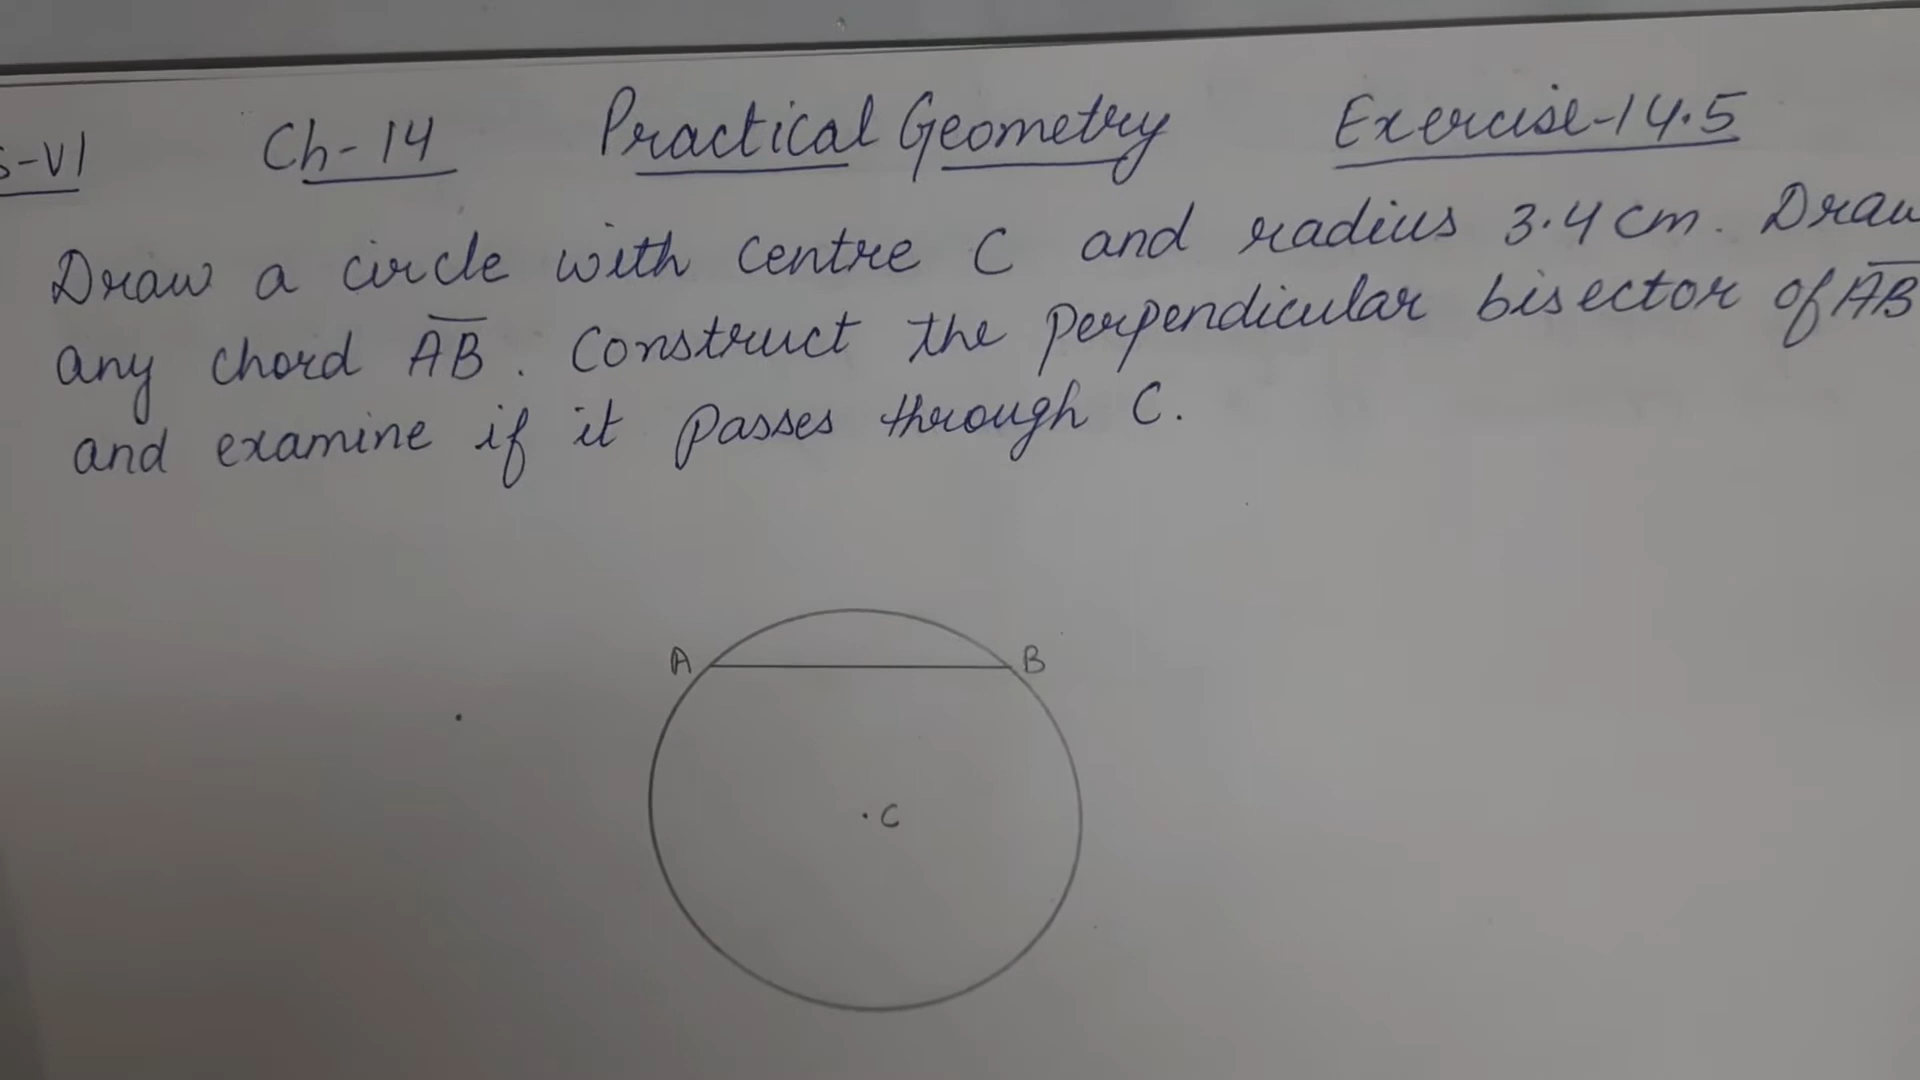 s-VI Ch-14 Practical Geometry Exercise-14.5
Draw a circle with centre C and radius 3.4 cm. Draw
any chord AB. Construct the perpendicular bisector of AB
and examine if it passes through C.
A B
C